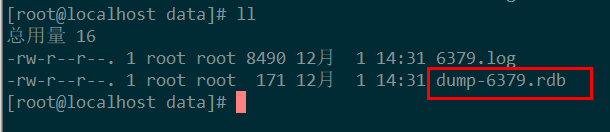 [root@localhost data]# ll
总用量 16
-rw-r--r--. 1 root root 8490 12月  1 14:31 6379.log
-rw-r--r--. 1 root root  171 12月  1 14:31 dump-6379.rdb
[root@localhost data]#